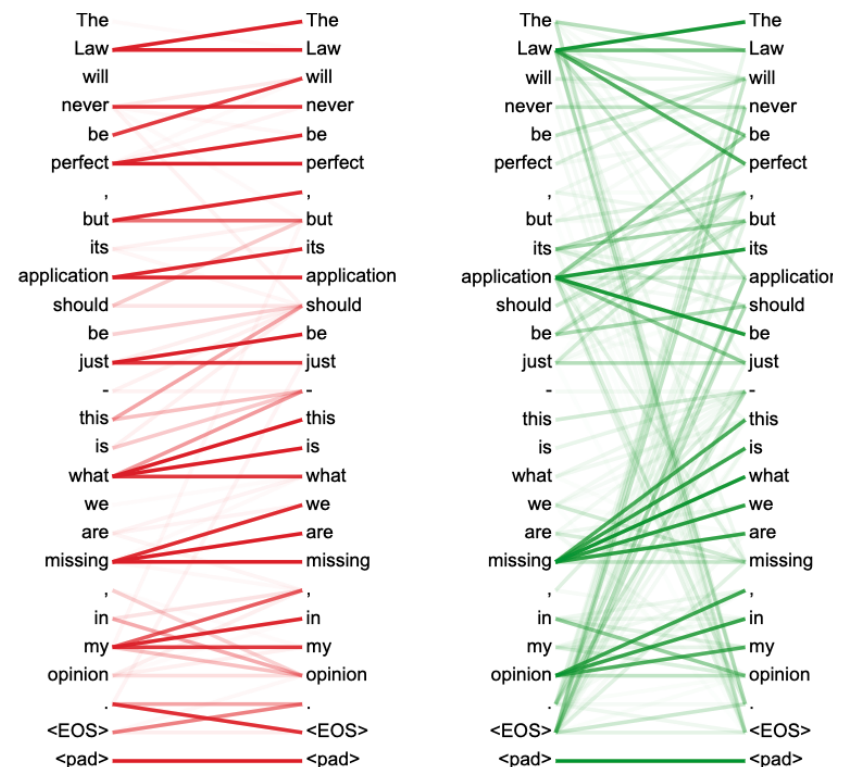 The The The The
Law Law Law Law
will will will will
never never never never
be be be be
perfect perfect perfect perfect
, , , ,
but but but but
its its its its
application application application application
should should should should
be be be be
just just just just
- - - -
this this this this
is is is is
what what what what
we we we we
are are are are
missing missing missing missing
, , , ,
in in in in
my my my my
opinion opinion opinion opinion
. . . .
<EOS> <EOS> <EOS> <EOS>
<pad> <pad> <pad> <pad>